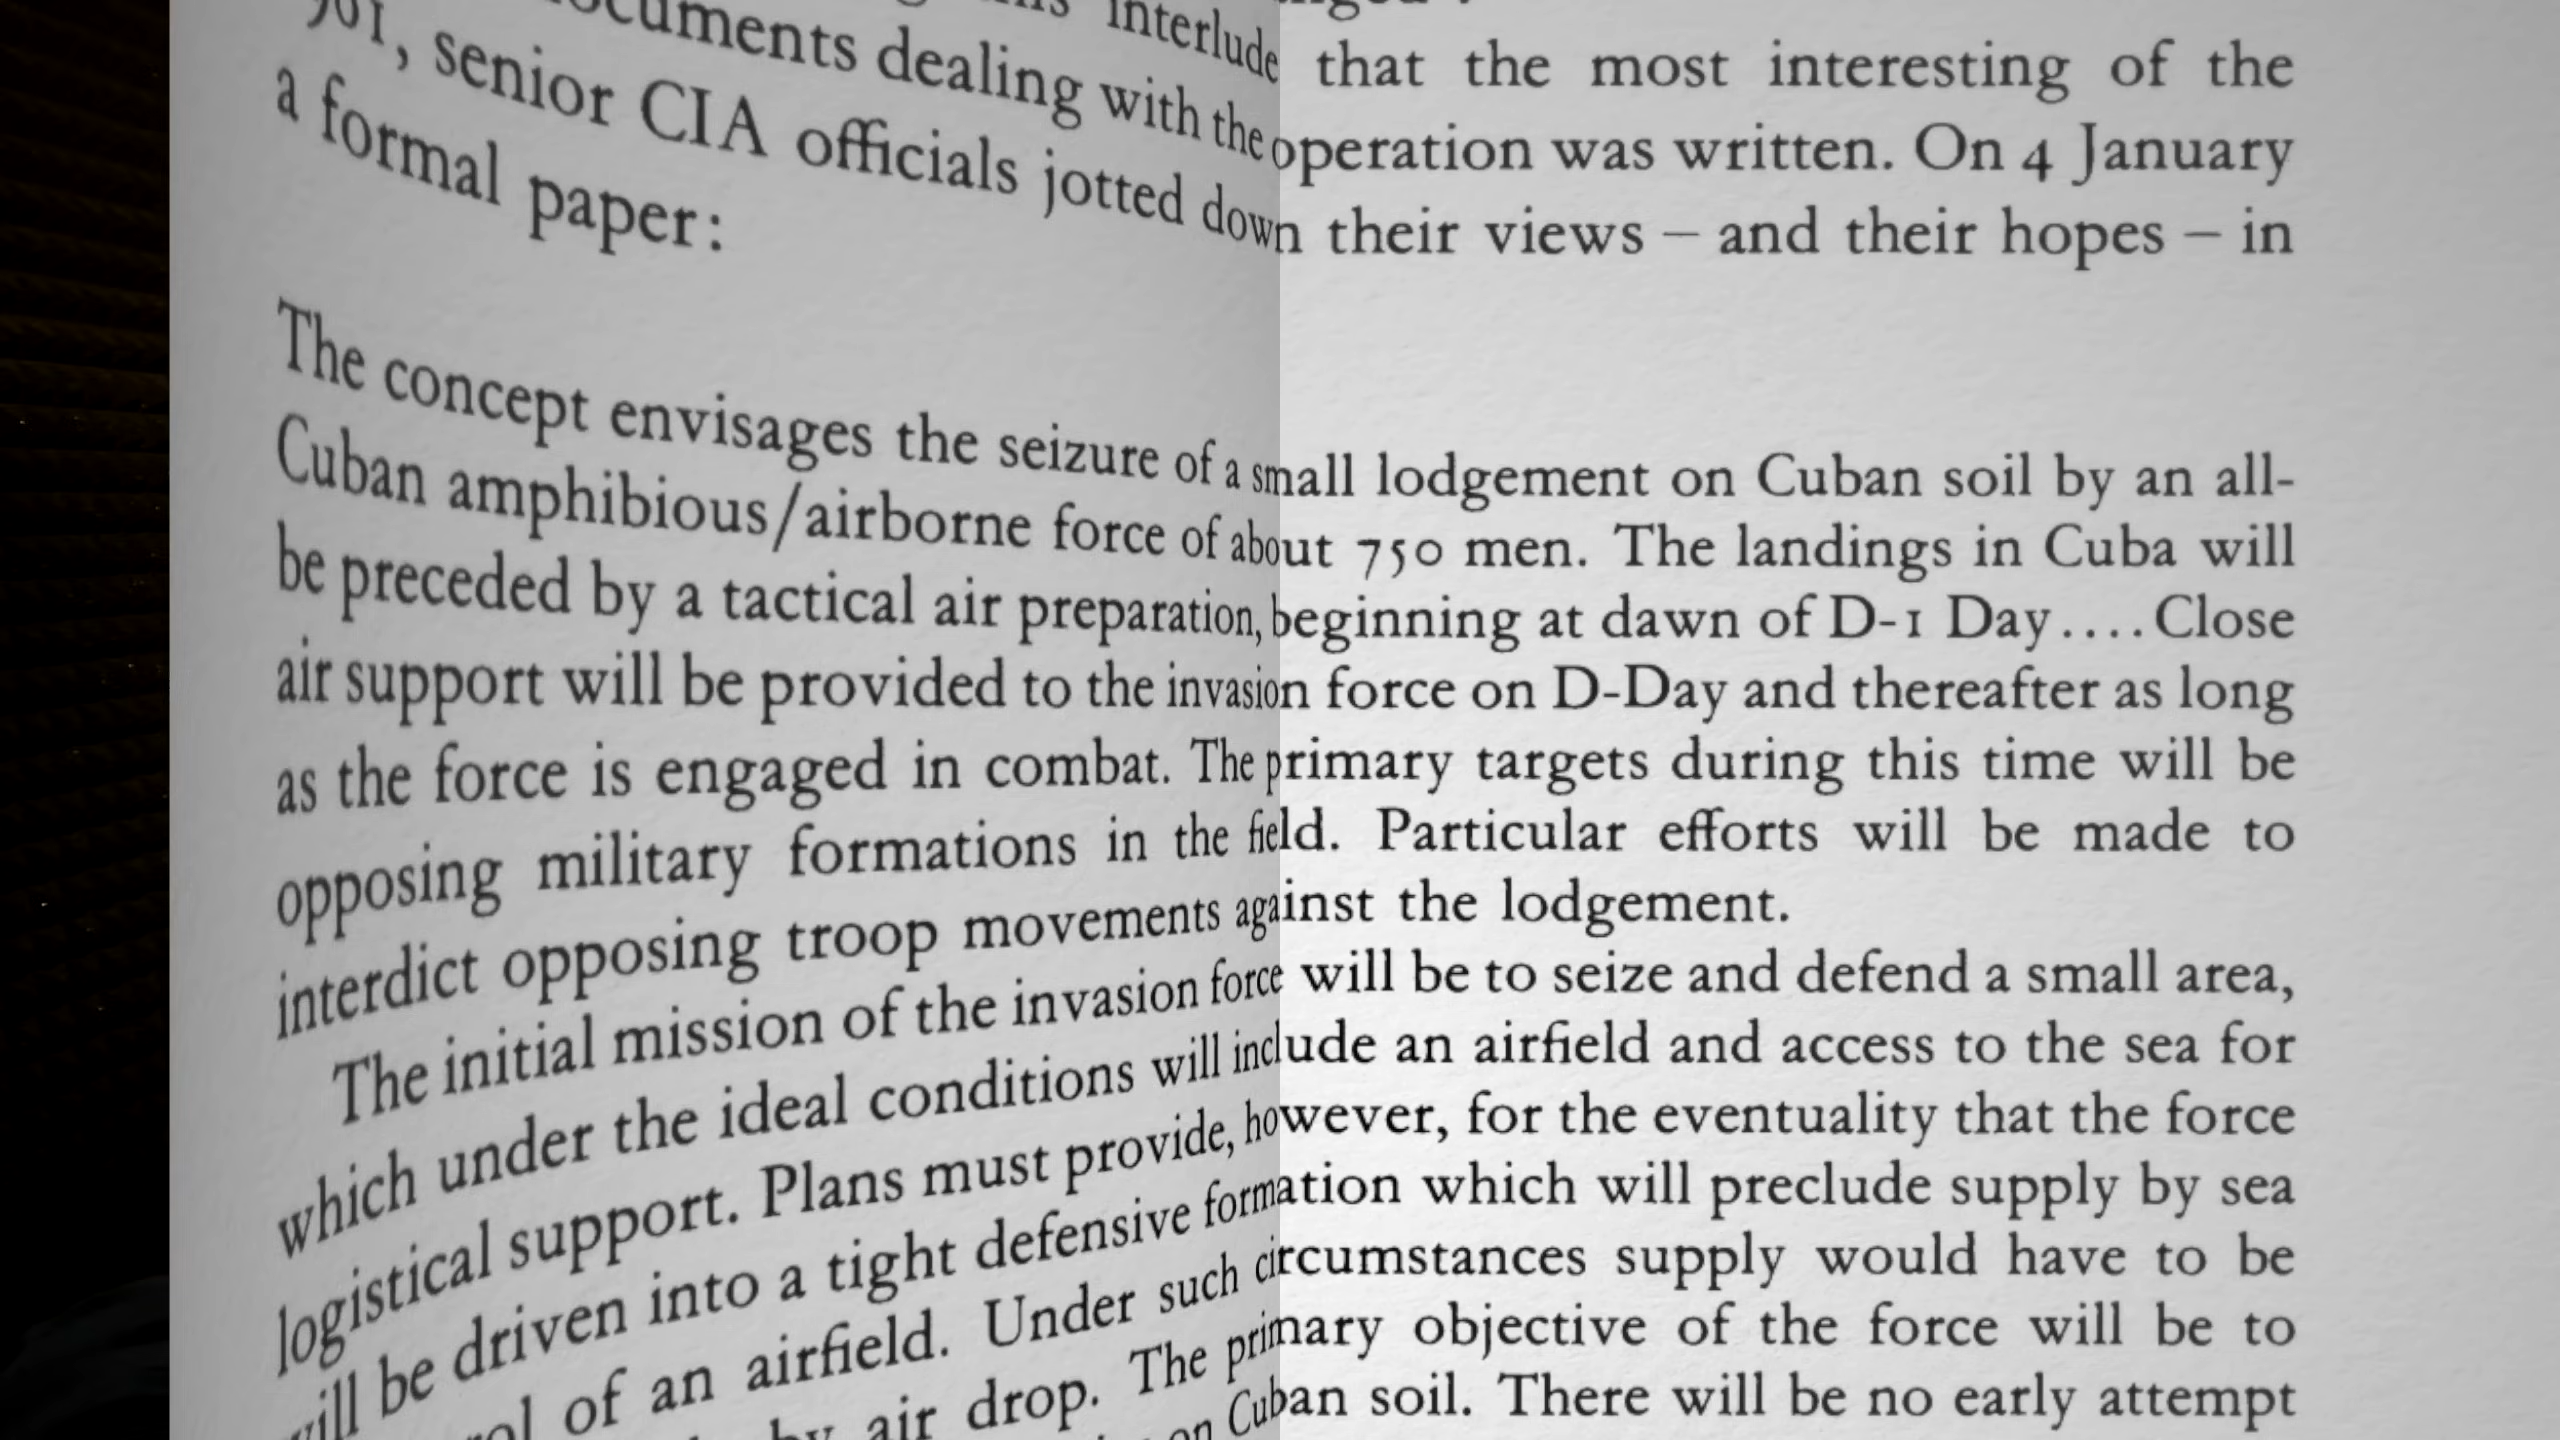 interlude that the most interesting of the
documents dealing with the operation was written. On 4 January
senior CIA officials jotted down their views – and their hopes – in
a formal paper:
The concept envisages the seizure of a small lodgement on Cuban soil by an all-
Cuban amphibious/airborne force of about 750 men. The landings in Cuba will
be preceded by a tactical air preparation, beginning at dawn of D-1 Day....Close
air support will be provided to the invasion force on D-Day and thereafter as long
as the force is engaged in combat. The primary targets during this time will be
opposing military formations in the field. Particular efforts will be made to
interdict opposing troop movements against the lodgement.
The initial mission of the invasion force will be to seize and defend a small area,
which under the ideal conditions will include an airfield and access to the sea for
logistical support. Plans must provide, however, for the eventuality that the force
will be driven into a tight defensive formation which will preclude supply by sea
of an airfield. Under such circumstances supply would have to be
by air drop. The primary objective of the force will be to
on Cuban soil. There will be no early attempt